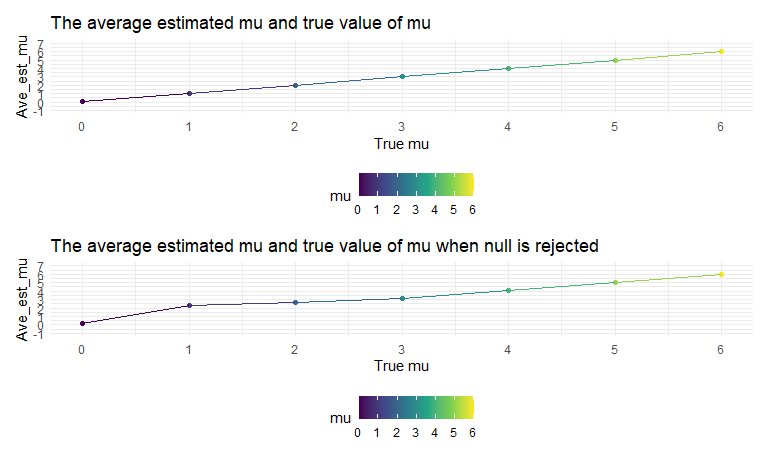 The average estimated mu and true value of mu
Ave_est_mu
7
6
5
4
3
2
1
0
-1
0 1 2 3 4 5 6
True mu
mu
0 1 2 3 4 5 6
The average estimated mu and true value of mu when null is rejected
Ave_est_mu
7
6
5
4
3
2
1
0
-1
0 1 2 3 4 5 6
True mu
mu
0 1 2 3 4 5 6